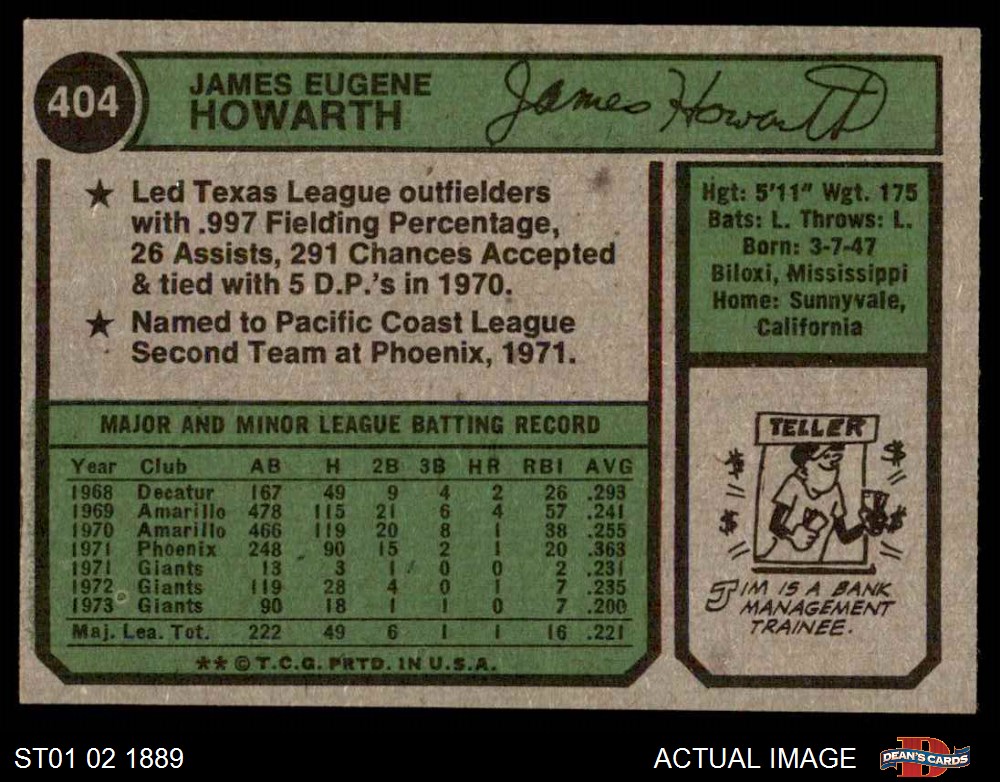 404
JAMES EUGENE
HOWARTH
James Howarth
★ Led Texas League outfielders
with .997 Fielding Percentage,
26 Assists, 291 Chances Accepted
& tied with 5 D.P.'s in 1970.
★ Named to Pacific Coast League
Second Team at Phoenix, 1971.
Hgt: 5'11" Wgt. 175
Bats: L. Throws: L.
Born: 3-7-47
Biloxi, Mississippi
Home: Sunnyvale,
California
MAJOR AND MINOR LEAGUE BATTING RECORD
Year Club AB H 2B 3B HR RBI AVG
1968 Decatur 167 49 9 4 2 26 .293
1969 Amarillo 478 115 21 6 4 57 .241
1970 Amarillo 466 119 20 8 1 38 .255
1971 Phoenix 248 90 15 2 1 20 .363
1971 Giants 13 3 1 0 0 2 .231
1972 Giants 119 28 4 0 1 7 .235
1973 Giants 90 18 1 1 0 7 .200
Maj. Lea. Tot. 222 49 6 1 1 16 .221
★★ © T.C.G. PRTD. IN U.S.A.
TELLER
$ $
$ $
JIM IS A BANK
MANAGEMENT
TRAINEE.
ST01 02 1889
ACTUAL IMAGE
D
DEAN'S CARDS